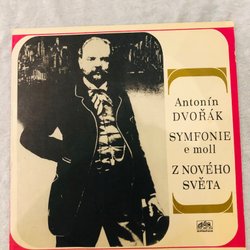 Antonín
DVOŘÁK
SYMFONIE
e moll
Z NOVÉHO
SVĚTA